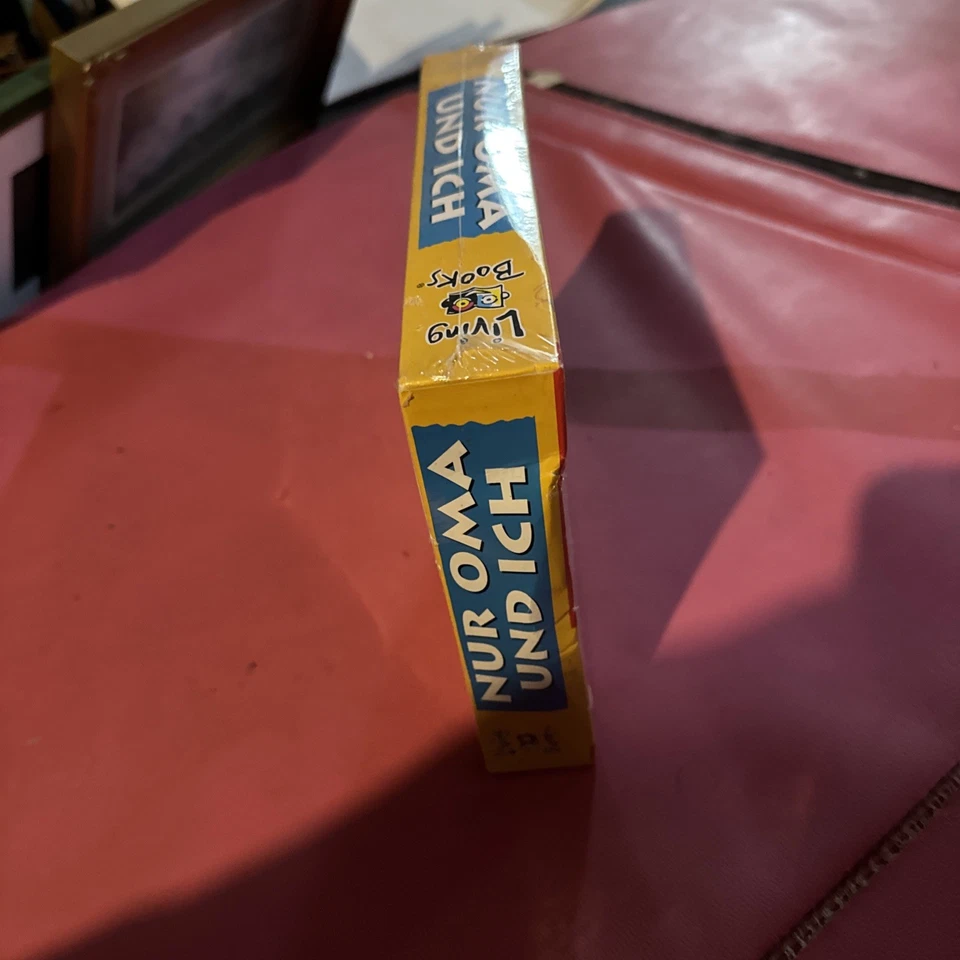 NUR OMA
UND ICH
Living
Books
NUR OMA
UND ICH